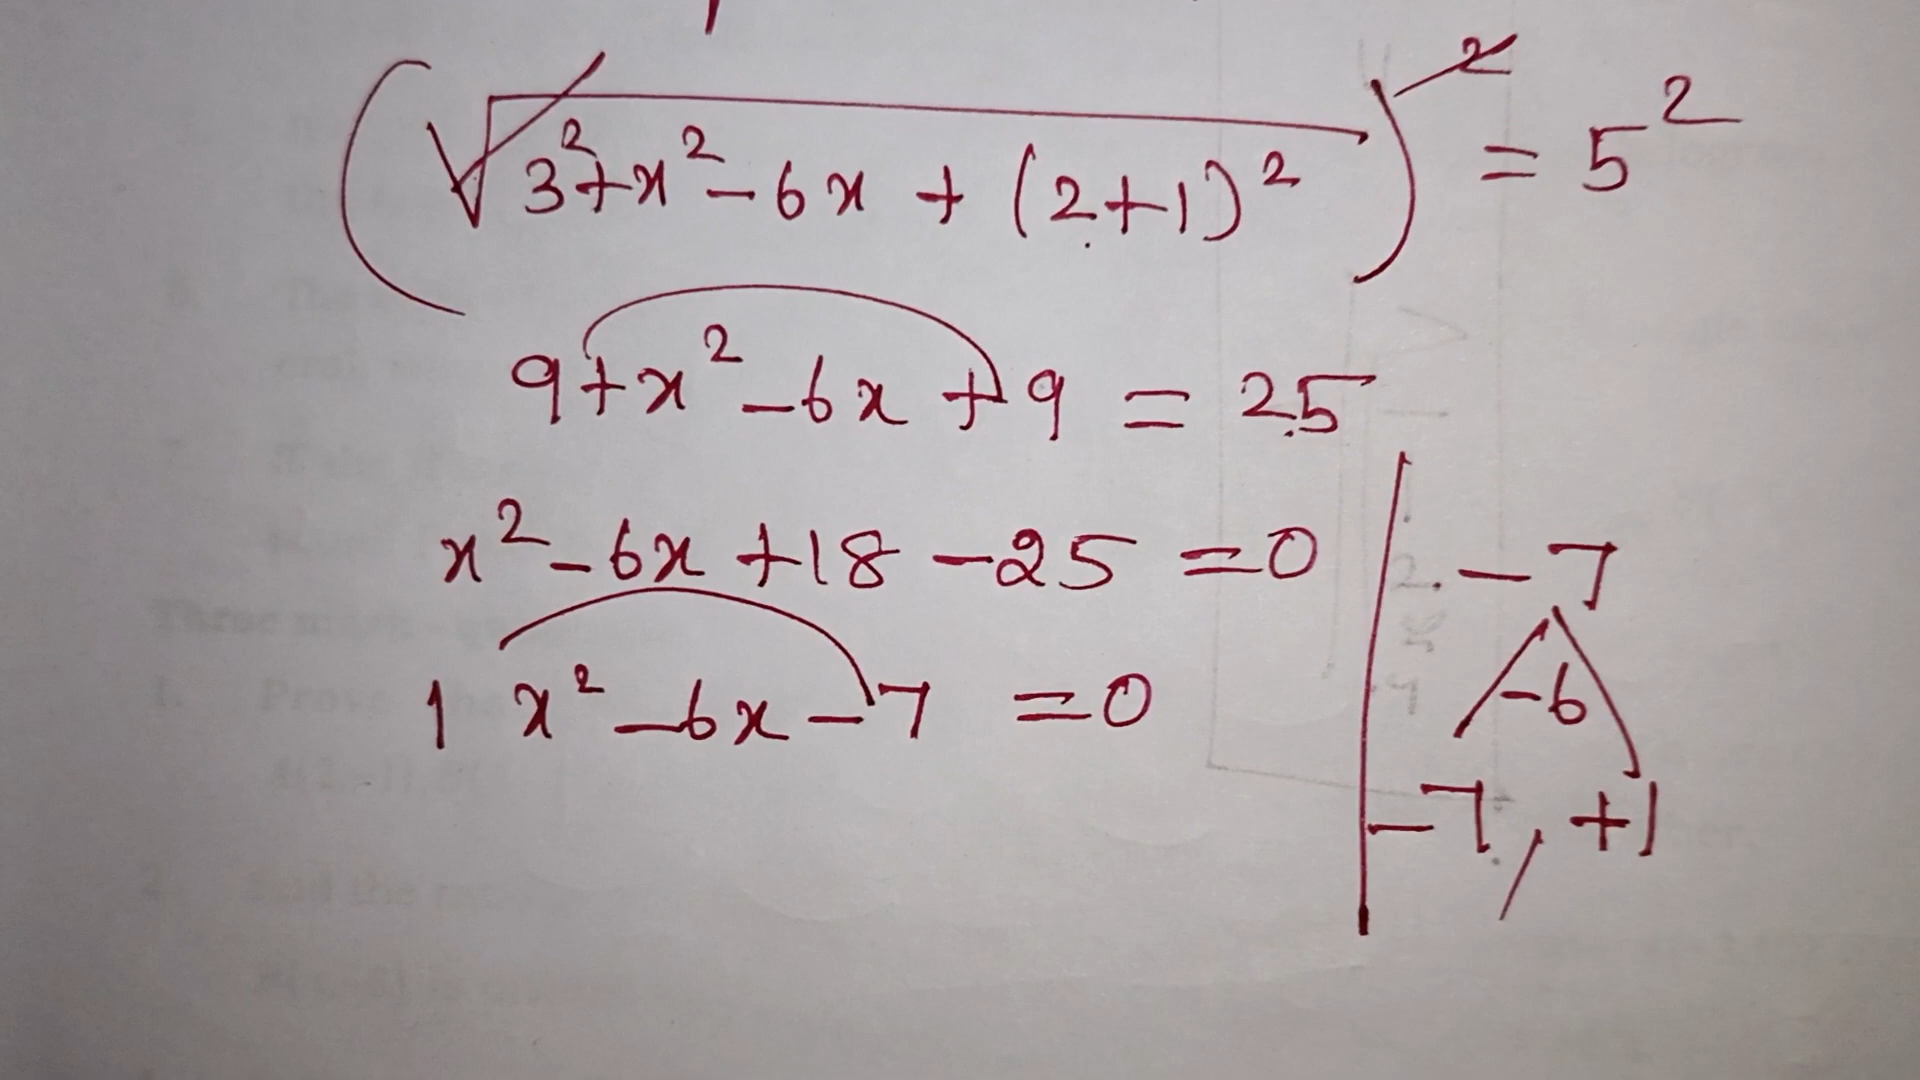 (√(3²+x²-6x+(2+1)²))² = 5²
9+x²-6x+9 = 25
x²-6x+18-25=0
1 x²-6x-7 =0
-7
-6
-7, +1